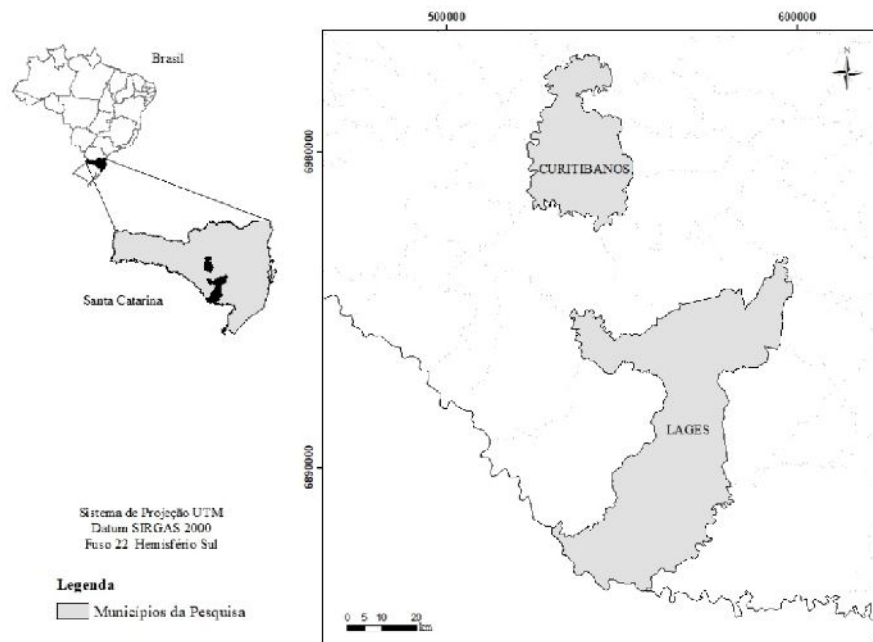 Brasil
Santa Catarina
Sistema de Projeção UTM
Datum SIRGAS 2000
Fuso 22 Hemisfério Sul
Legenda
Municípios da Pesquisa
500000
600000
N
6980000
CURITIBANOS
LAGES
6890000
0 5 10 20
km